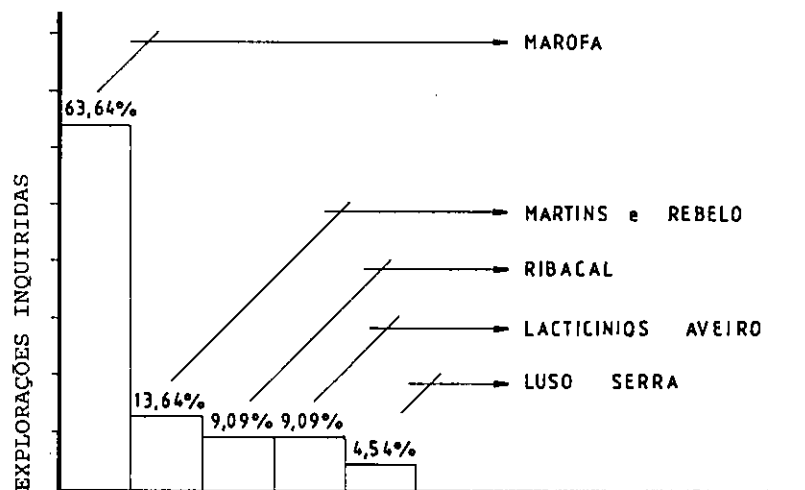 MAROFA
63,64%
MARTINS e REBELO
RIBACAL
LACTICINIOS AVEIRO
LUSO SERRA
13,64%
9,09%
9,09%
4,54%
EXPLORAÇÕES INQUIRIDAS